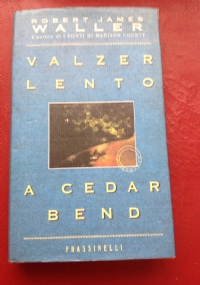 ROBERT JAMES
WALLER
L'autore de I PONTI DI MADISON COUNTY
VALZER
LENTO
A CEDAR
BEND
FRASSINELLI